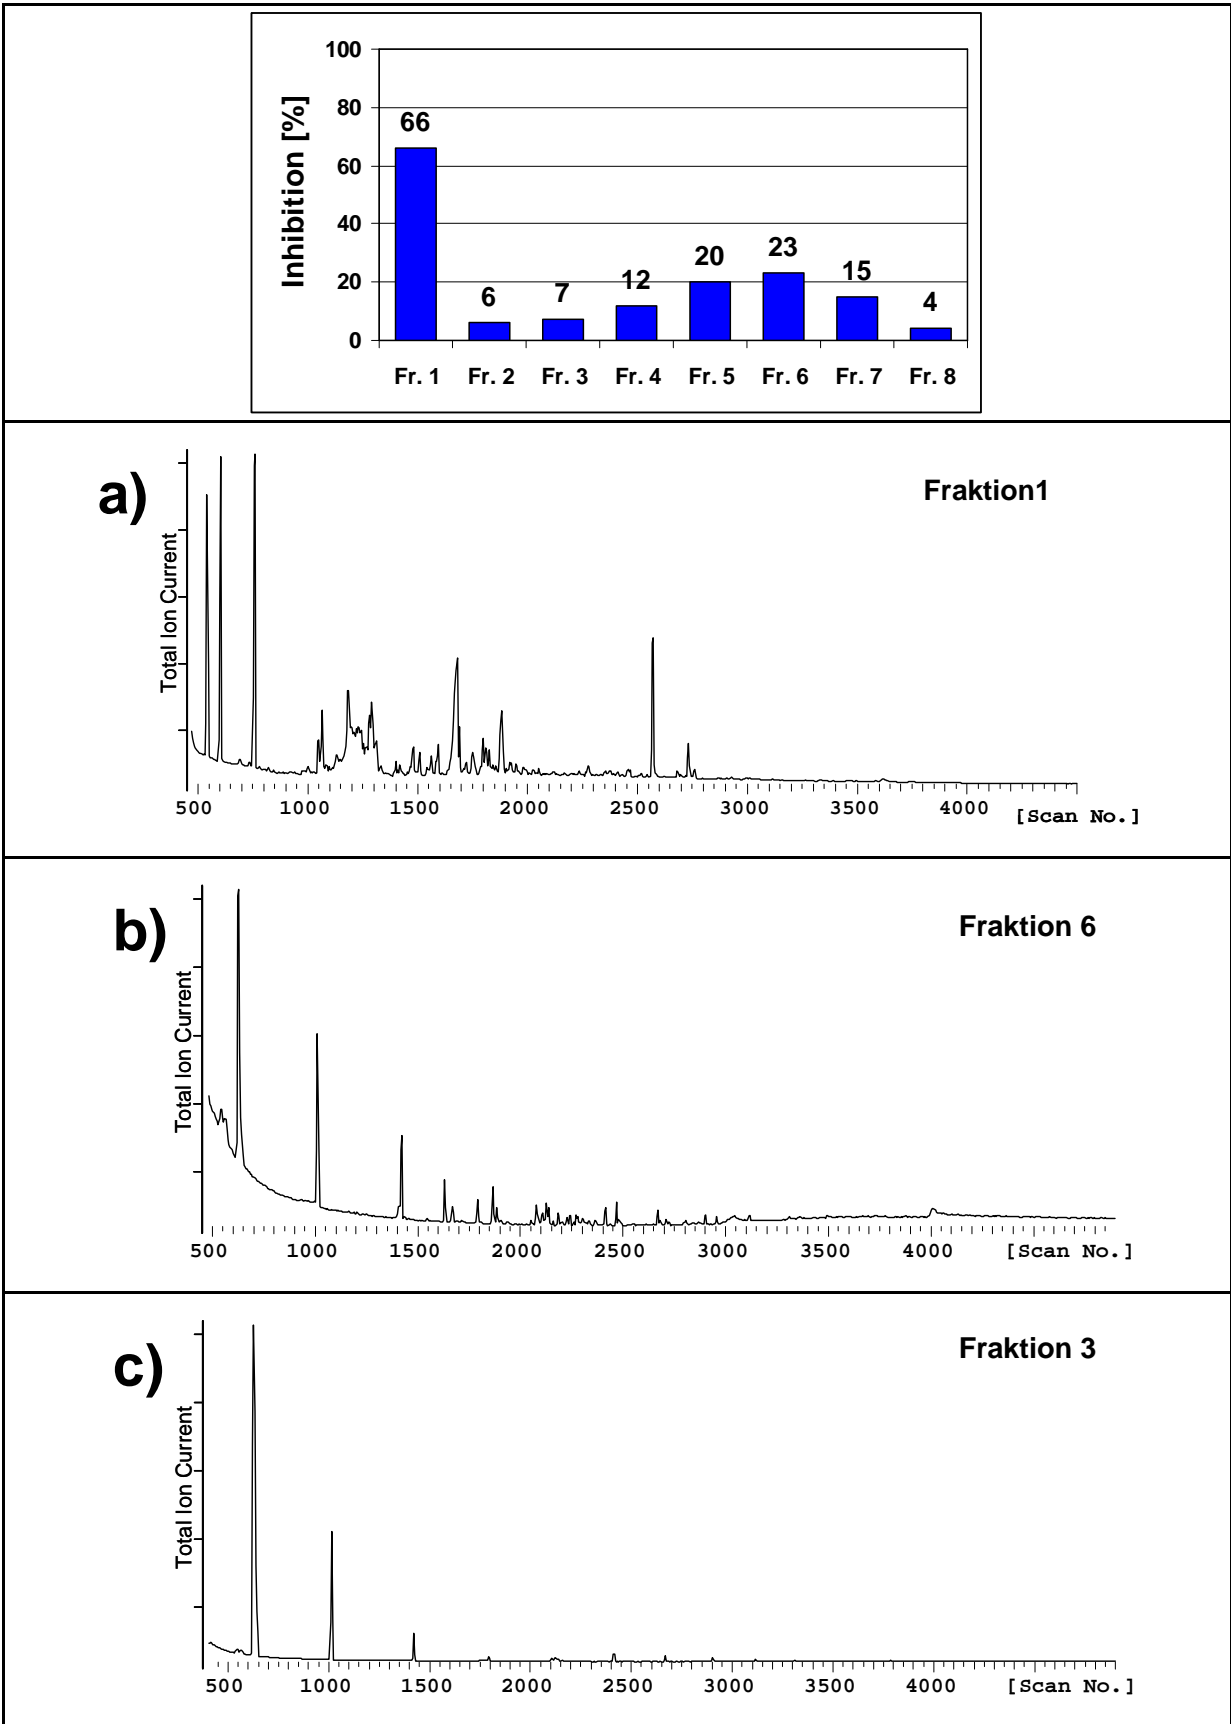 100
80
60
40
20
0
Inhibition [%]
66
6
7
12
20
23
15
4
Fr. 1 Fr. 2 Fr. 3 Fr. 4 Fr. 5 Fr. 6 Fr. 7 Fr. 8
a)
Fraktion1
Total Ion Current
500 1000 1500 2000 2500 3000 3500 4000 [Scan No.]
b)
Fraktion 6
Total Ion Current
500 1000 1500 2000 2500 3000 3500 4000 [Scan No.]
c)
Fraktion 3
Total Ion Current
500 1000 1500 2000 2500 3000 3500 4000 [Scan No.]